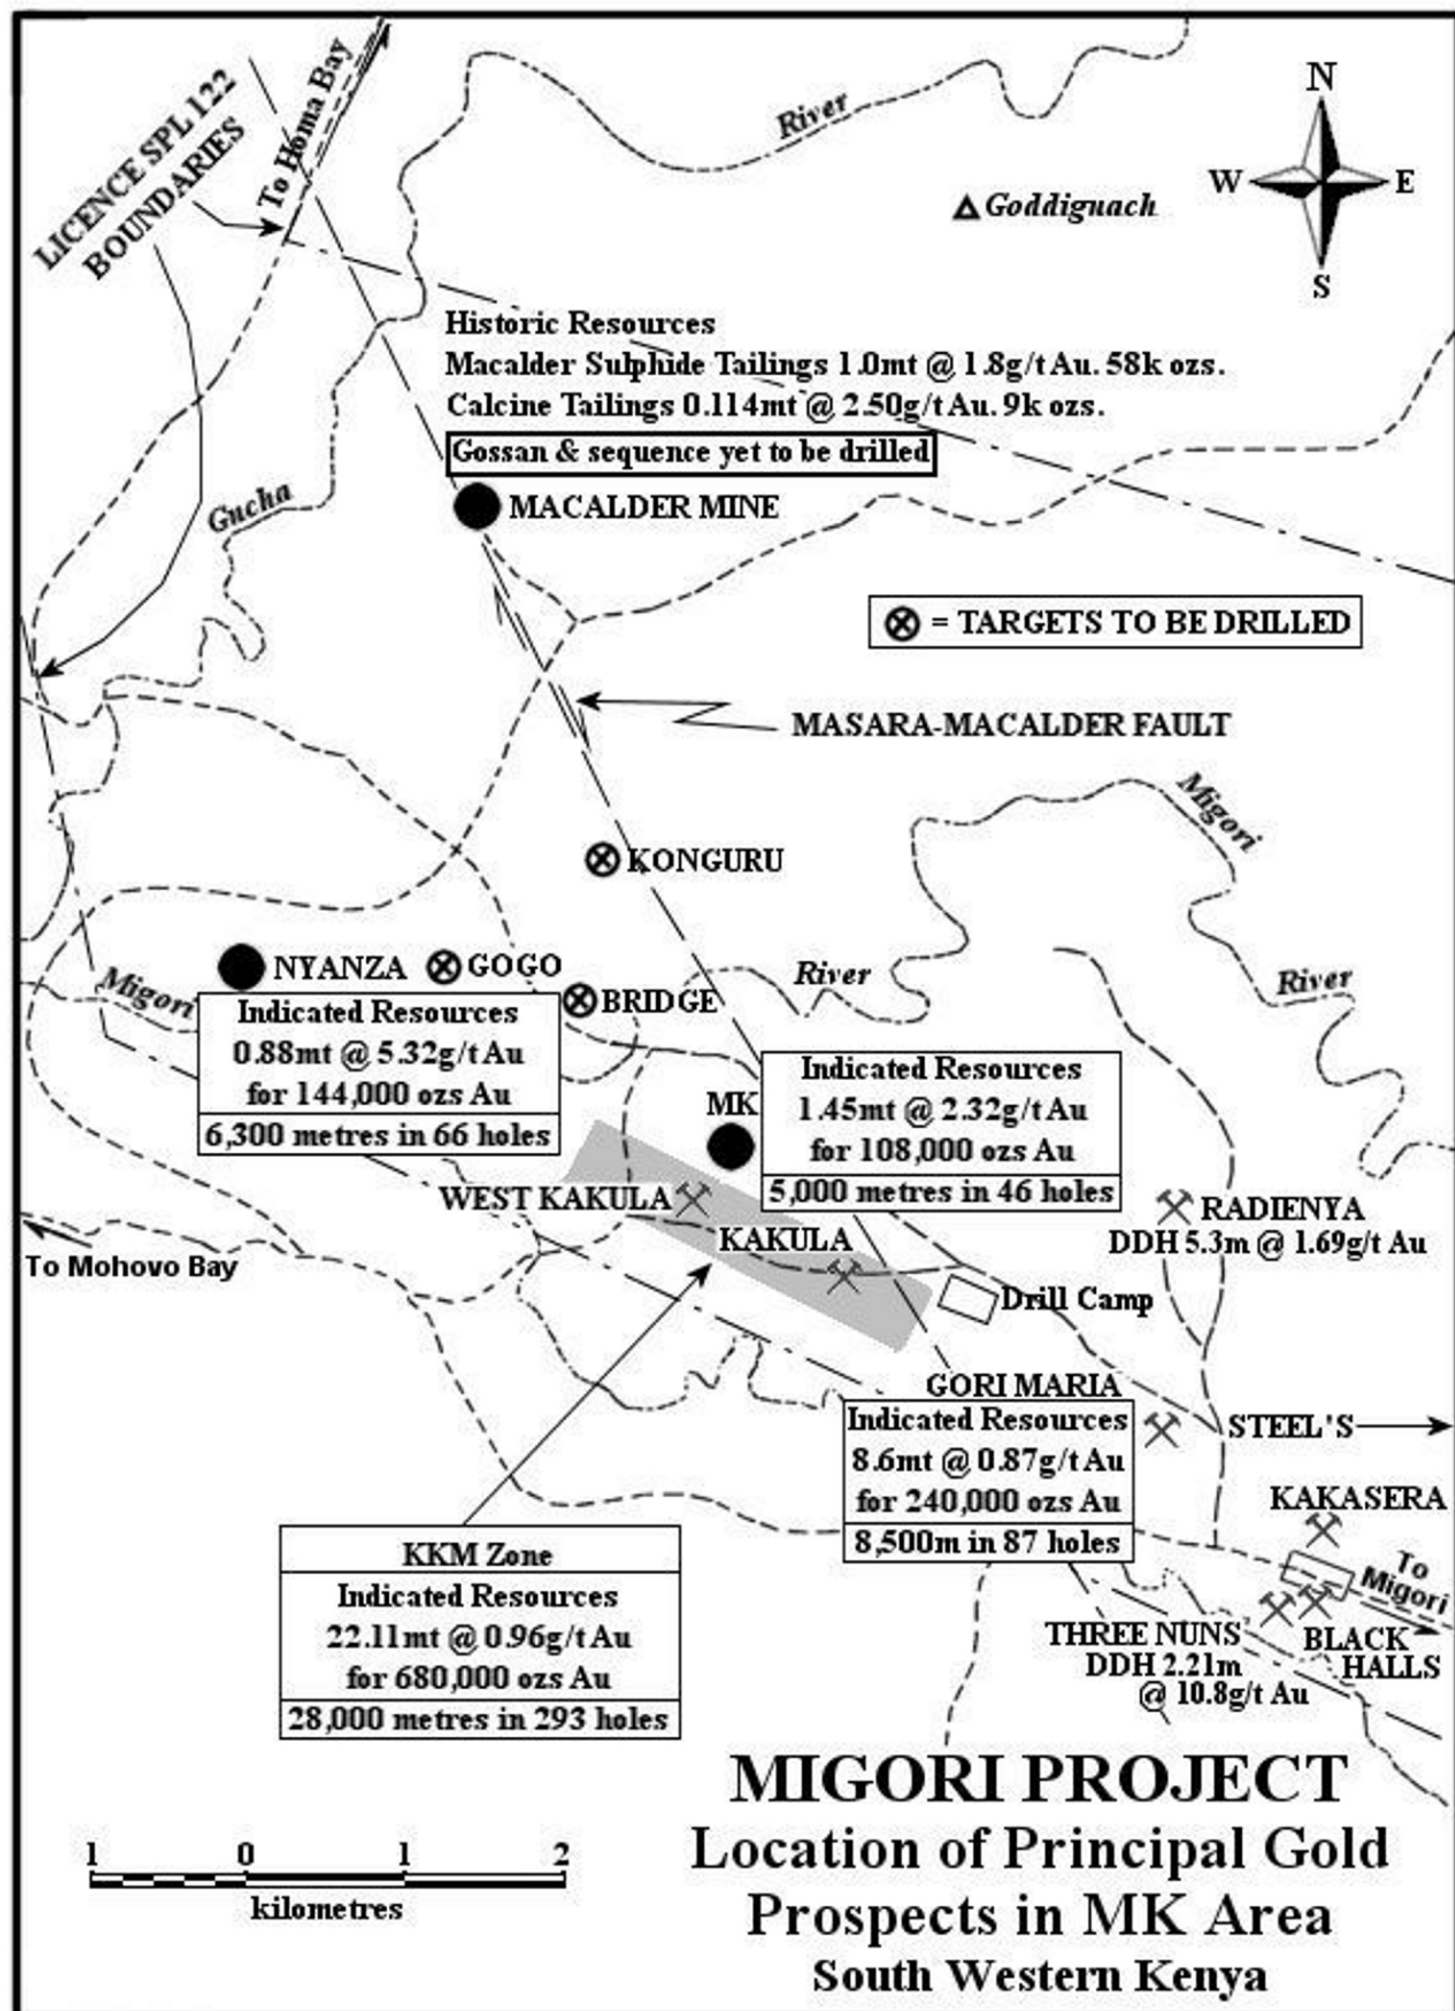 LICENCE SPL 122
BOUNDARIES
To Homa Bay
River
N
W
E
S
Goddignach
Historic Resources
Macalder Sulphide Tailings 1.0mt @ 1.8g/t Au. 58k ozs.
Calcine Tailings 0.114mt @ 2.50g/t Au. 9k ozs.
Gossan & sequence yet to be drilled
Gucha
MACALDER MINE
= TARGETS TO BE DRILLED
MASARA-MACALDER FAULT
Migori
KONGURU
NYANZA
GOGO
River
River
Migori
BRIDGE
Indicated Resources
0.88mt @ 5.32g/t Au
for 144,000 ozs Au
6,300 metres in 66 holes
MK
Indicated Resources
1.45mt @ 2.32g/t Au
for 108,000 ozs Au
5,000 metres in 46 holes
WEST KAKULA
KAKULA
RADIENYA
DDH 5.3m @ 1.69g/t Au
To Mohovo Bay
Drill Camp
GORI MARIA
Indicated Resources
8.6mt @ 0.87g/t Au
for 240,000 ozs Au
8,500m in 87 holes
STEEL'S
KAKASERA
To
Migori
KKM Zone
Indicated Resources
22.11mt @ 0.96g/t Au
for 680,000 ozs Au
28,000 metres in 293 holes
THREE NUNS
DDH 2.21m
@ 10.8g/t Au
BLACK
HALLS
MIGORI PROJECT
Location of Principal Gold
Prospects in MK Area
South Western Kenya
1 0 1 2
kilometres